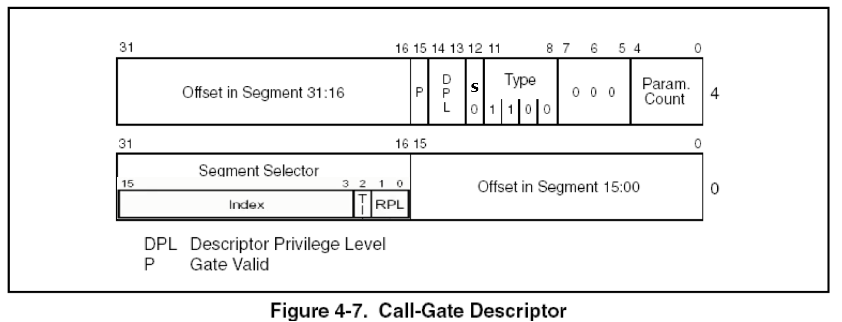 31 16 15 14 13 12 11 8 7 6 5 4 0
Offset in Segment 31:16 P D P L S 0 Type 1 1 0 0 0 0 0 Param. Count 4
31 16 15 0
Segment Selector
15 3 2 1 0
Index T I RPL Offset in Segment 15:00 0
DPL Descriptor Privilege Level
P Gate Valid
Figure 4-7. Call-Gate Descriptor